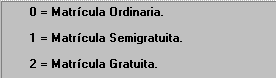 0 = Matrícula Ordinaria.
1 = Matrícula Semigratuita.
2 = Matrícula Gratuita.